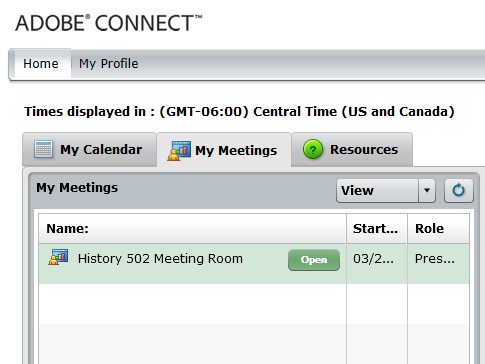 ADOBE® CONNECT™
Home My Profile
Times displayed in : (GMT-06:00) Central Time (US and Canada)
My Calendar My Meetings ? Resources
My Meetings View
Name: Start... Role
History 502 Meeting Room Open 03/2... Pres...